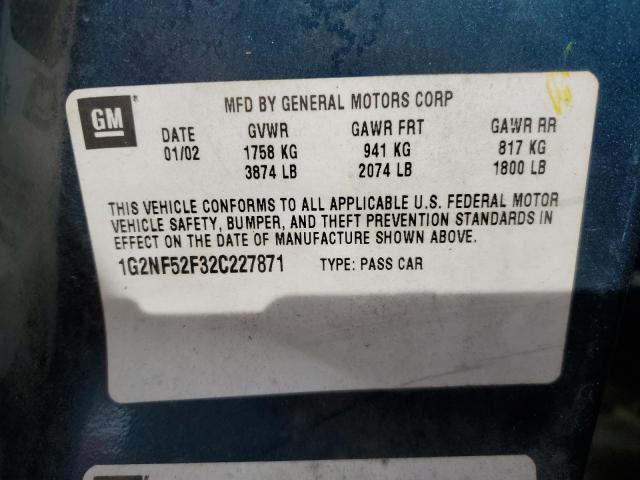 GM
MFD BY GENERAL MOTORS CORP
DATE GVWR GAWR FRT GAWR RR
01/02 1758 KG 941 KG 817 KG
3874 LB 2074 LB 1800 LB
THIS VEHICLE CONFORMS TO ALL APPLICABLE U.S. FEDERAL MOTOR
VEHICLE SAFETY, BUMPER, AND THEFT PREVENTION STANDARDS IN
EFFECT ON THE DATE OF MANUFACTURE SHOWN ABOVE.
1G2NF52F32C227871 TYPE: PASS CAR